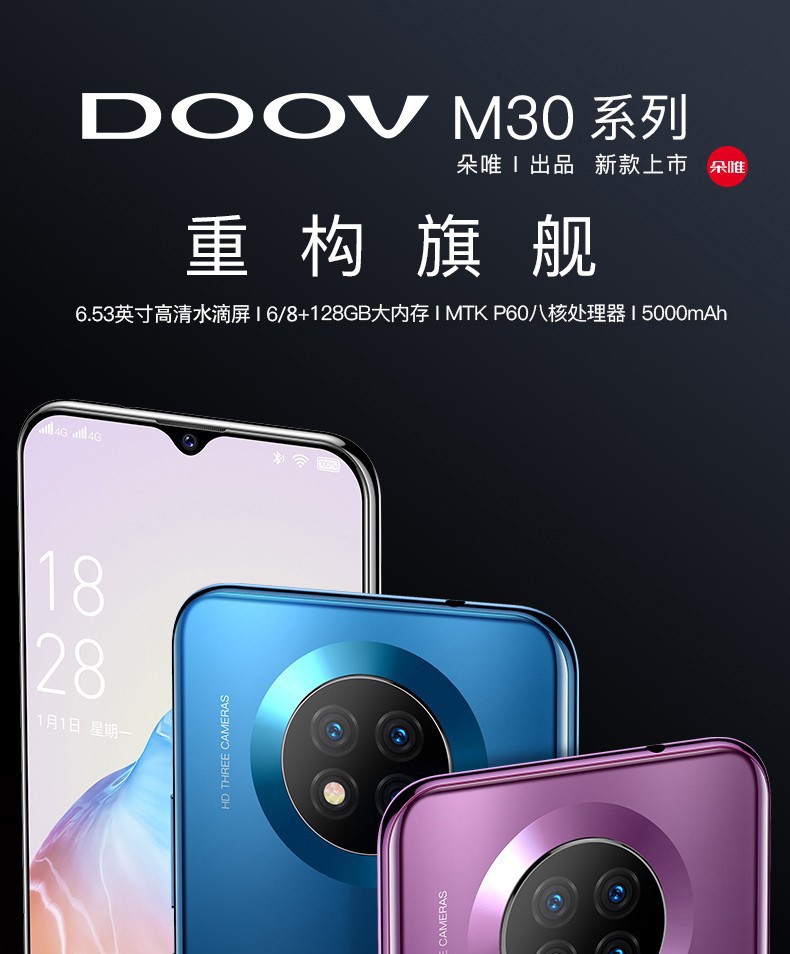 DOOV M30 系列
朵唯 | 出品 新款上市 朵唯
重构旗舰
6.53英寸高清水滴屏 | 6/8+128GB大内存 | MTK P60八核处理器 | 5000mAh
4G 4G
18
28
1月1日 星期一
HD THREE CAMERAS
E CAMERAS